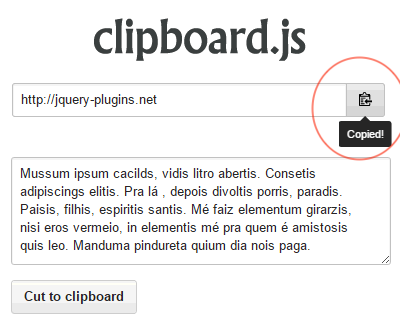 clipboard.js
http://jquery-plugins.net
Copied!
Mussum ipsum cacilds, vidis litro abertis. Consetis
adipiscings elitis. Pra lá , depois divoltis porris, paradis.
Paisis, filhis, espiritis santis. Mé faiz elementum girarzis,
nisi eros vermeio, in elementis mé pra quem é amistosis
quis leo. Manduma pindureta quium dia nois paga.
Cut to clipboard